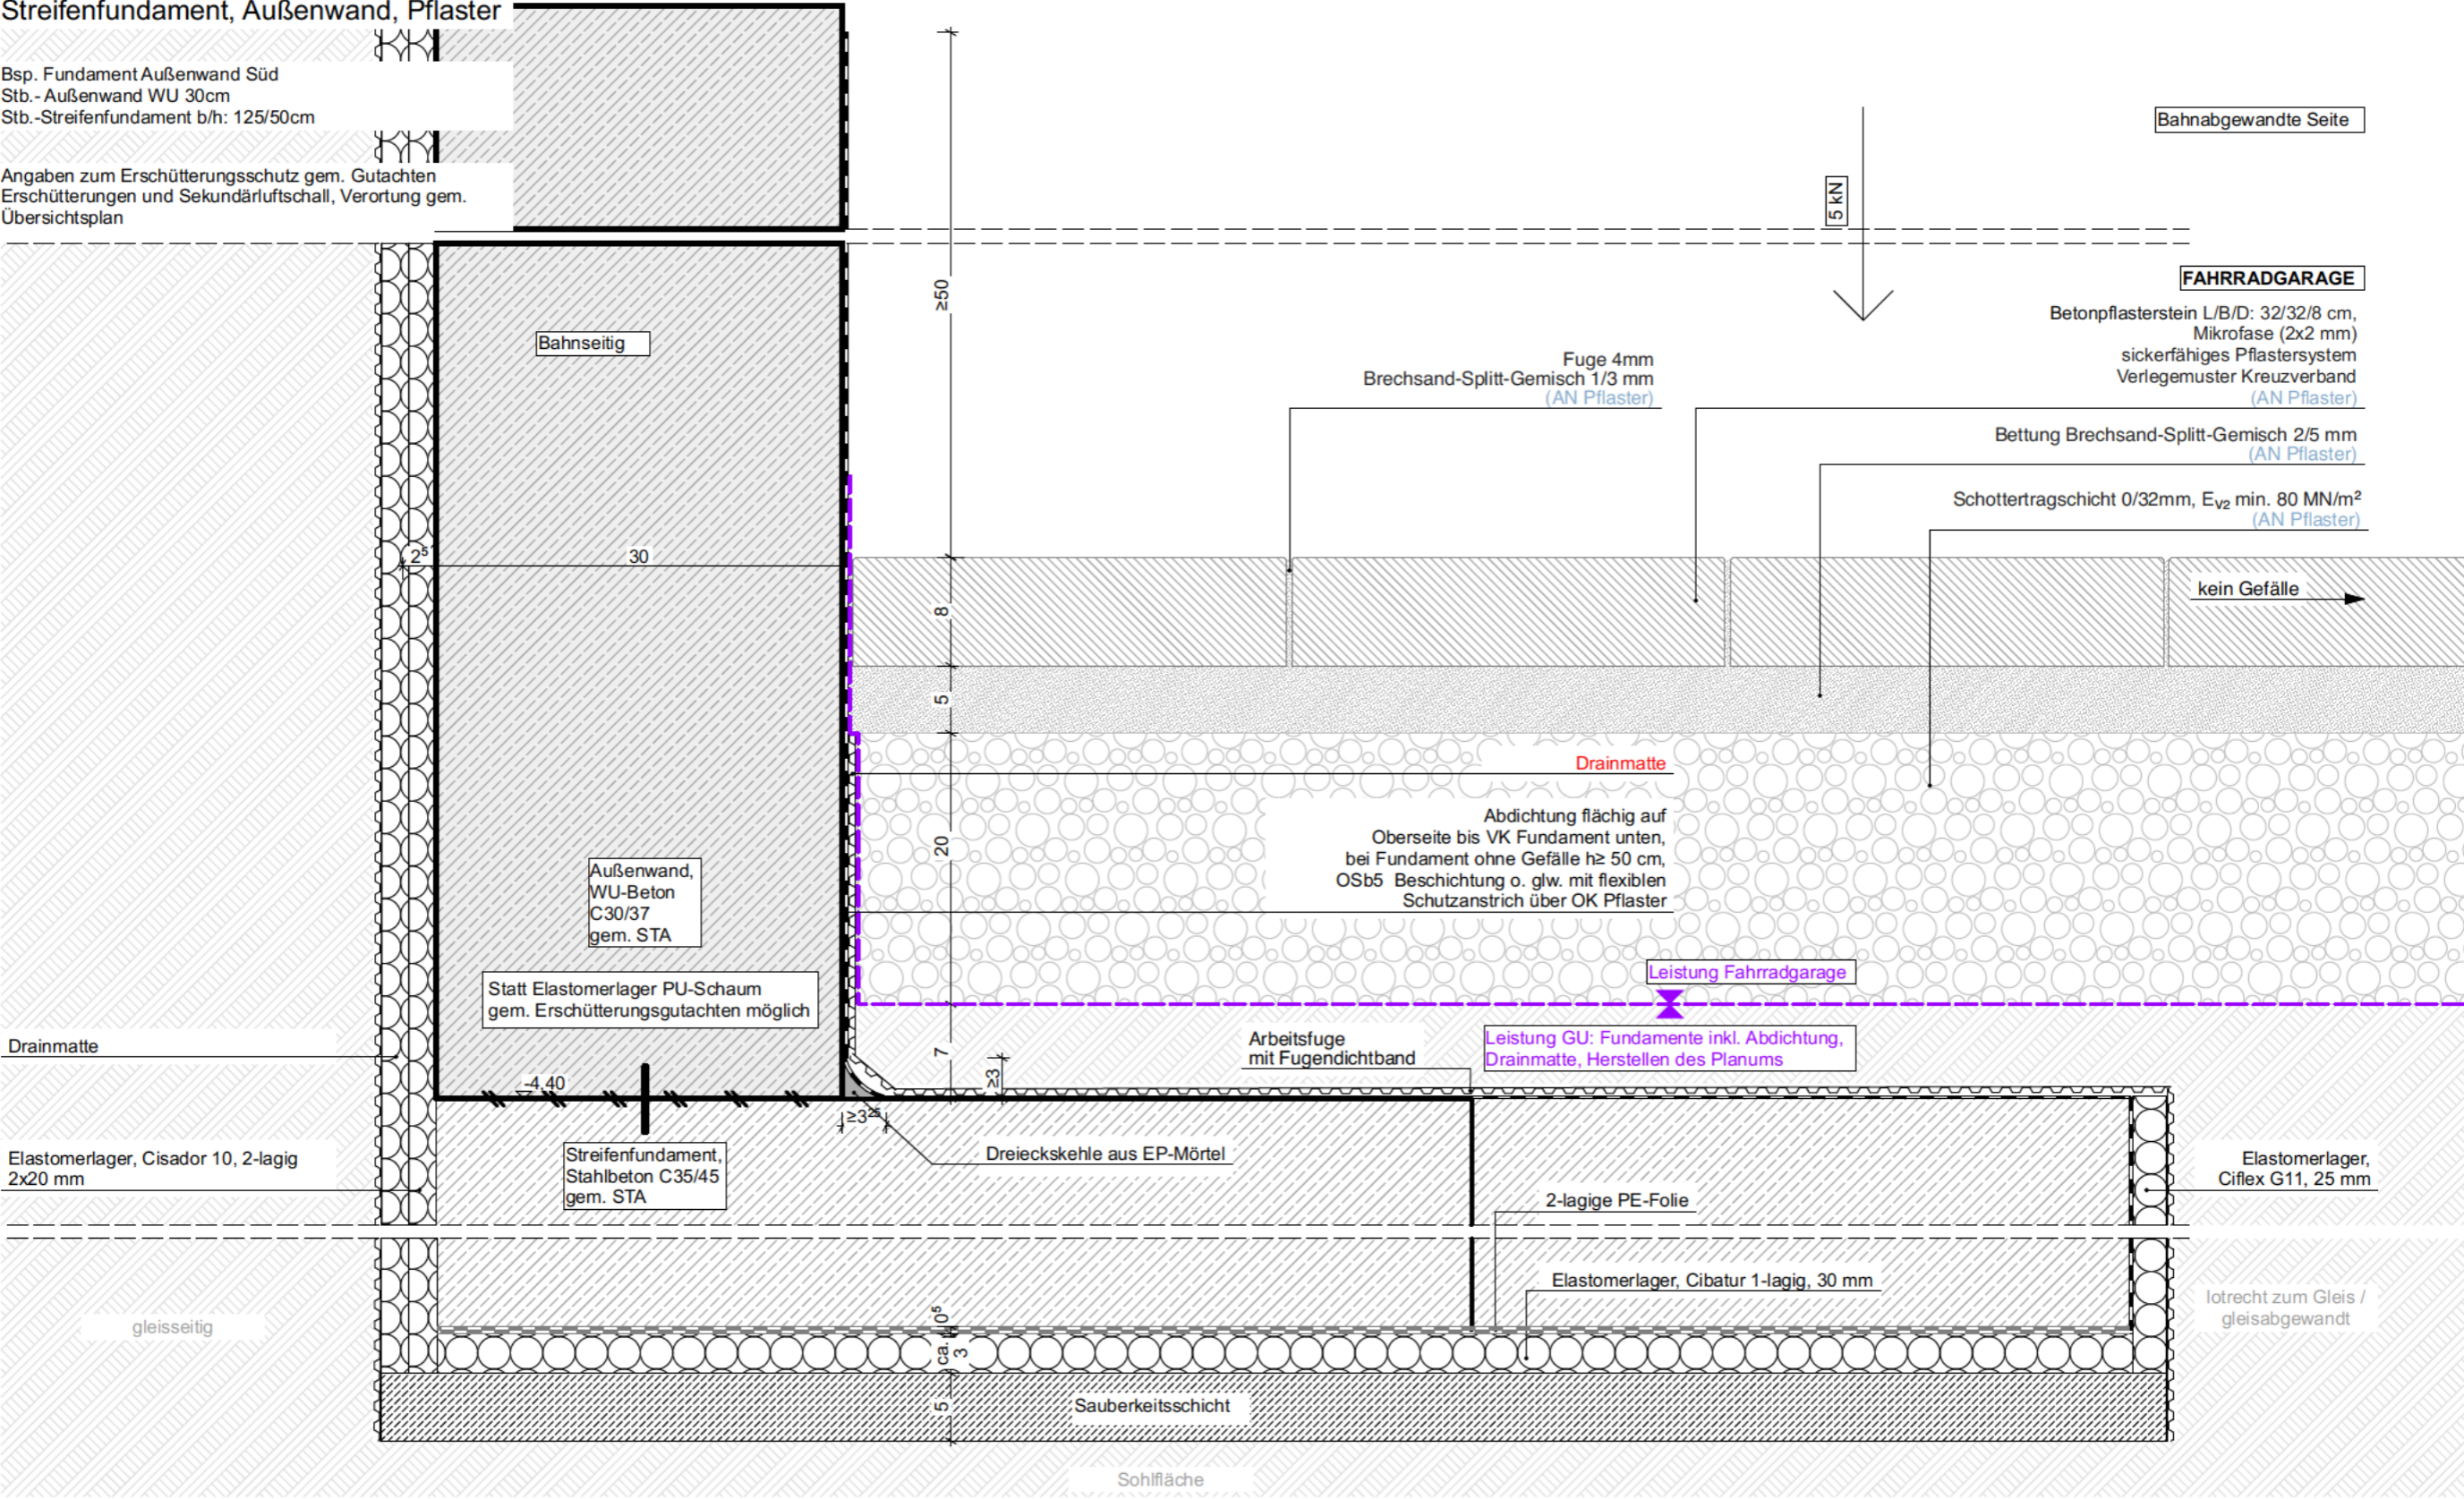 Streifenfundament, Außenwand, Pflaster
Bsp. Fundament Außenwand Süd
Stb.- Außenwand WU 30cm
Stb.-Streifenfundament b/h: 125/50cm
Angaben zum Erschütterungsschutz gem. Gutachten
Erschütterungen und Sekundärluftschall, Verortung gem.
Übersichtsplan
Bahnabgewandte Seite
5 kN
FAHRRADGARAGE
Betonpflasterstein L/B/D: 32/32/8 cm,
Mikrofase (2x2 mm)
sickerfähiges Pflastersystem
Verlegemuster Kreuzverband
(AN Pflaster)
≥50
Bahnseitig
Fuge 4mm
Brechsand-Splitt-Gemisch 1/3 mm
(AN Pflaster)
Bettung Brechsand-Splitt-Gemisch 2/5 mm
(AN Pflaster)
Schottertragschicht 0/32mm, EV2 min. 80 MN/m²
(AN Pflaster)
2⁵
30
8
kein Gefälle
5
Drainmatte
20
Abdichtung flächig auf
Oberseite bis VK Fundament unten,
bei Fundament ohne Gefälle h≥ 50 cm,
OSb5 Beschichtung o. glw. mit flexiblen
Schutzanstrich über OK Pflaster
Außenwand,
WU-Beton
C30/37
gem. STA
Statt Elastomerlager PU-Schaum
gem. Erschütterungsgutachten möglich
Leistung Fahrradgarage
Leistung GU: Fundamente inkl. Abdichtung,
Drainmatte, Herstellen des Planums
Drainmatte
7
Arbeitsfuge
mit Fugendichtband
≥3
-4,40
≥3²⁵
Elastomerlager, Cisador 10, 2-lagig
2x20 mm
Streifenfundament,
Stahlbeton C35/45
gem. STA
Dreieckskehle aus EP-Mörtel
2-lagige PE-Folie
Elastomerlager,
Ciflex G11, 25 mm
Elastomerlager, Cibatur 1-lagig, 30 mm
gleisseitig
lotrecht zum Gleis /
gleisabgewandt
0⁵
ca.
3
5
Sauberkeitsschicht
Sohlfläche